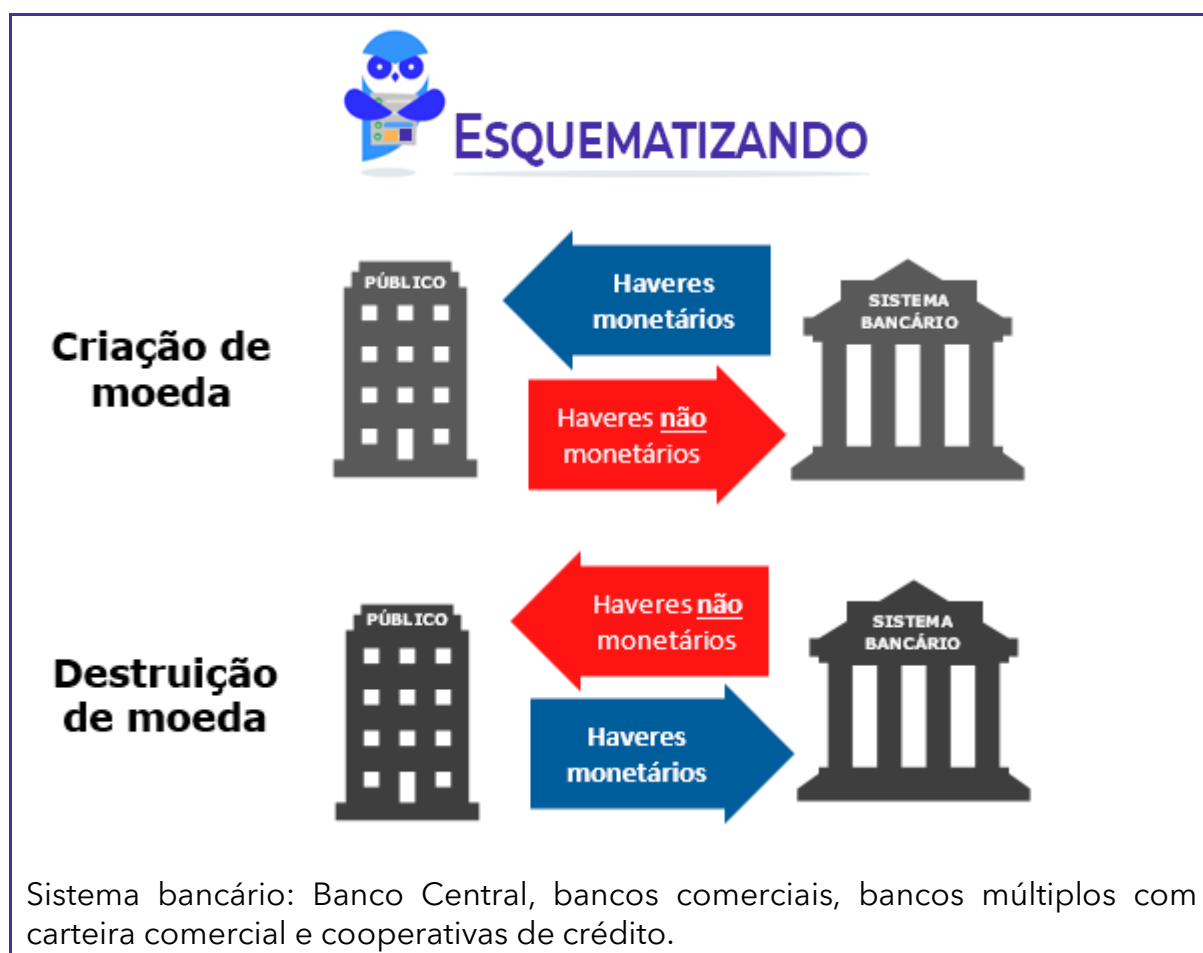 ESQUEMATIZANDO
Criação de
moeda
PÚBLICO
Haveres
monetários
Haveres não
monetários
SISTEMA
BANCÁRIO
Destruição
de moeda
PÚBLICO
Haveres não
monetários
Haveres
monetários
SISTEMA
BANCÁRIO
Sistema bancário: Banco Central, bancos comerciais, bancos múltiplos com
carteira comercial e cooperativas de crédito.